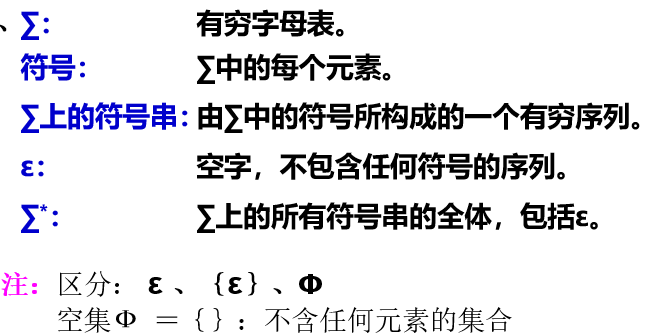 、∑： 有穷字母表。
符号： ∑中的每个元素。
∑上的符号串：由∑中的符号所构成的一个有穷序列。
ε： 空字，不包含任何符号的序列。
∑*： ∑上的所有符号串的全体，包括ε。
注：区分： ε 、｛ε｝、Φ
空集Φ ＝｛｝：不含任何元素的集合